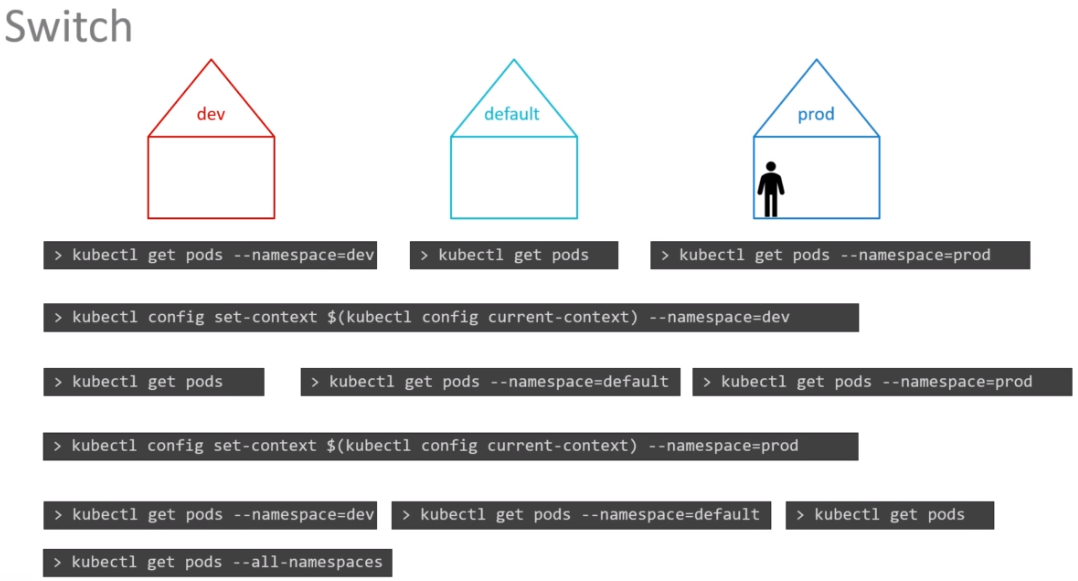 Switch
dev
default
prod
> kubectl get pods --namespace=dev
> kubectl get pods
> kubectl get pods --namespace=prod
> kubectl config set-context $(kubectl config current-context) --namespace=dev
> kubectl get pods
> kubectl get pods --namespace=default
> kubectl get pods --namespace=prod
> kubectl config set-context $(kubectl config current-context) --namespace=prod
> kubectl get pods --namespace=dev
> kubectl get pods --namespace=default
> kubectl get pods
> kubectl get pods --all-namespaces